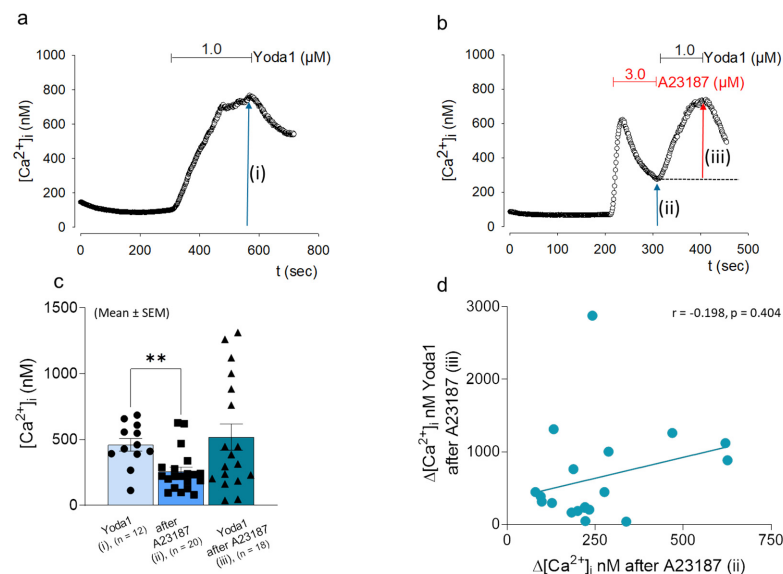 a
1.0
Yoda1 (µM)
[Ca²⁺]ᵢ (nM)
1000
800
600
400
200
0
(i)
0
200
400
600
800
t (sec)
b
1.0
Yoda1 (µM)
3.0
A23187 (µM)
[Ca²⁺]ᵢ (nM)
1000
800
600
400
200
0
(ii)
(iii)
0
100
200
300
400
500
t (sec)
c
(Mean ± SEM)
**
[Ca²⁺]ᵢ (nM)
1500
1000
500
0
Yoda1
(i), (n = 12)
after
A23187
(ii), (n = 20)
Yoda1
after A23187
(iii), (n = 18)
d
r = -0.198, p = 0.404
Δ[Ca²⁺]ᵢ nM Yoda1
after A23187 (iii)
3000
2000
1000
0
0
250
500
750
Δ[Ca²⁺]ᵢ nM after A23187 (ii)